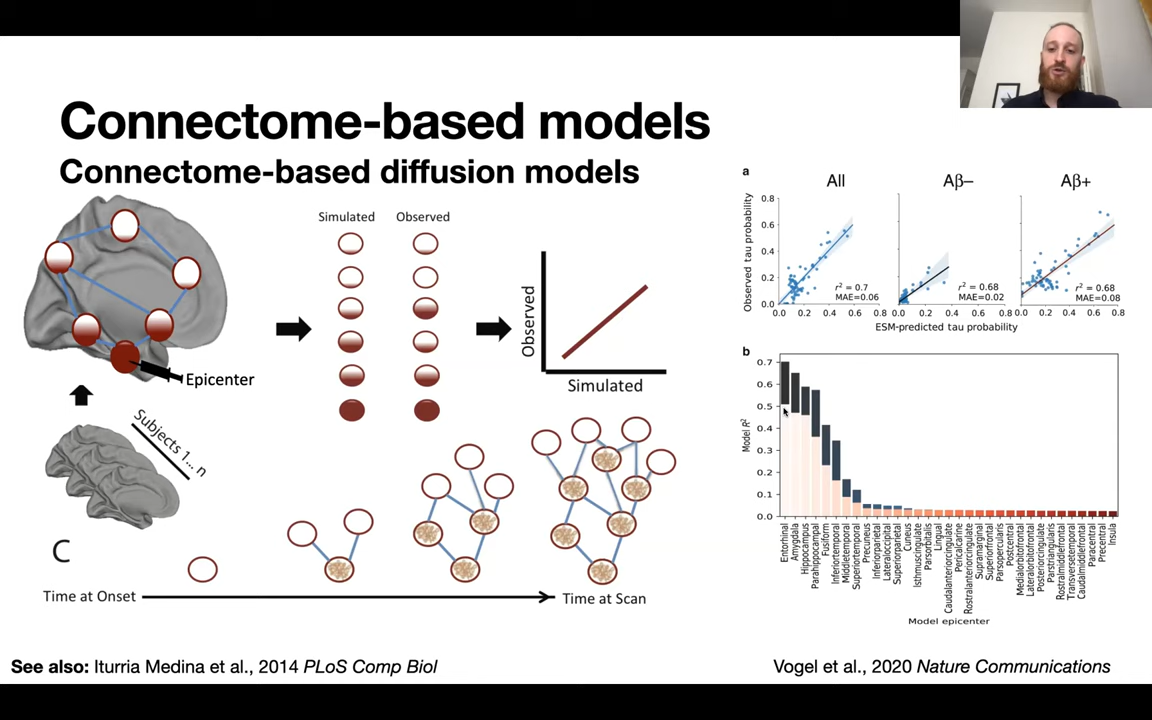 Connectome-based models
Connectome-based diffusion models
Simulated Observed
Epicenter
Subjects 1... n
Observed
Simulated
C
Time at Onset
Time at Scan
a
All
Aβ−
Aβ+
Observed tau probability
0.8
0.6
0.4
0.2
0.0
r² = 0.7
MAE=0.06
r² = 0.68
MAE=0.02
r² = 0.68
MAE=0.08
0.0 0.2 0.4 0.6 0.8
0.0 0.2 0.4 0.6 0.8
0.0 0.2 0.4 0.6 0.8
ESM-predicted tau probability
b
Model R²
0.7
0.6
0.5
0.4
0.3
0.2
0.1
0.0
Entorhinal
Amygdala
Hippocampus
Parahippocampal
Fusiform
Inferiortemporal
Middletemporal
Superiortemporal
Precuneus
Inferiorparietal
Lateraloccipital
Superiorparietal
Cuneus
Isthmuscingulate
Parsorbitalis
Lingual
Caudalanteriorcingulate
Pericalcarine
Rostralanteriorcingulate
Supramarginal
Superiorfrontal
Parsopercularis
Postcentral
Medialorbitofrontal
Lateralorbitofrontal
Posteriorcingulate
Parstriangularis
Rostralmiddlefrontal
Transversetemporal
Caudalmiddlefrontal
Paracentral
Precentral
Insula
Model epicenter
See also: Iturria Medina et al., 2014 PLoS Comp Biol
Vogel et al., 2020 Nature Communications